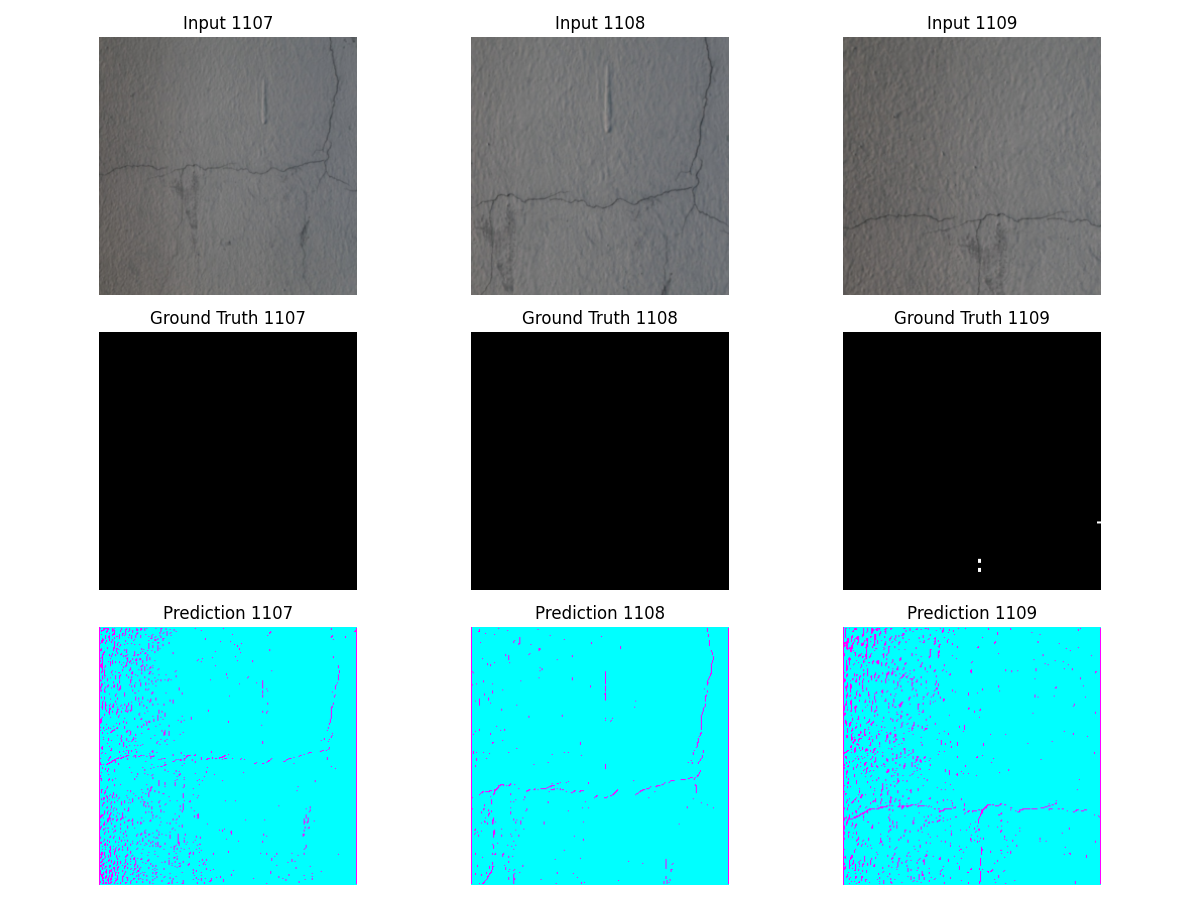 Input 1107
Input 1108
Input 1109
Ground Truth 1107
Ground Truth 1108
Ground Truth 1109
Prediction 1107
Prediction 1108
Prediction 1109